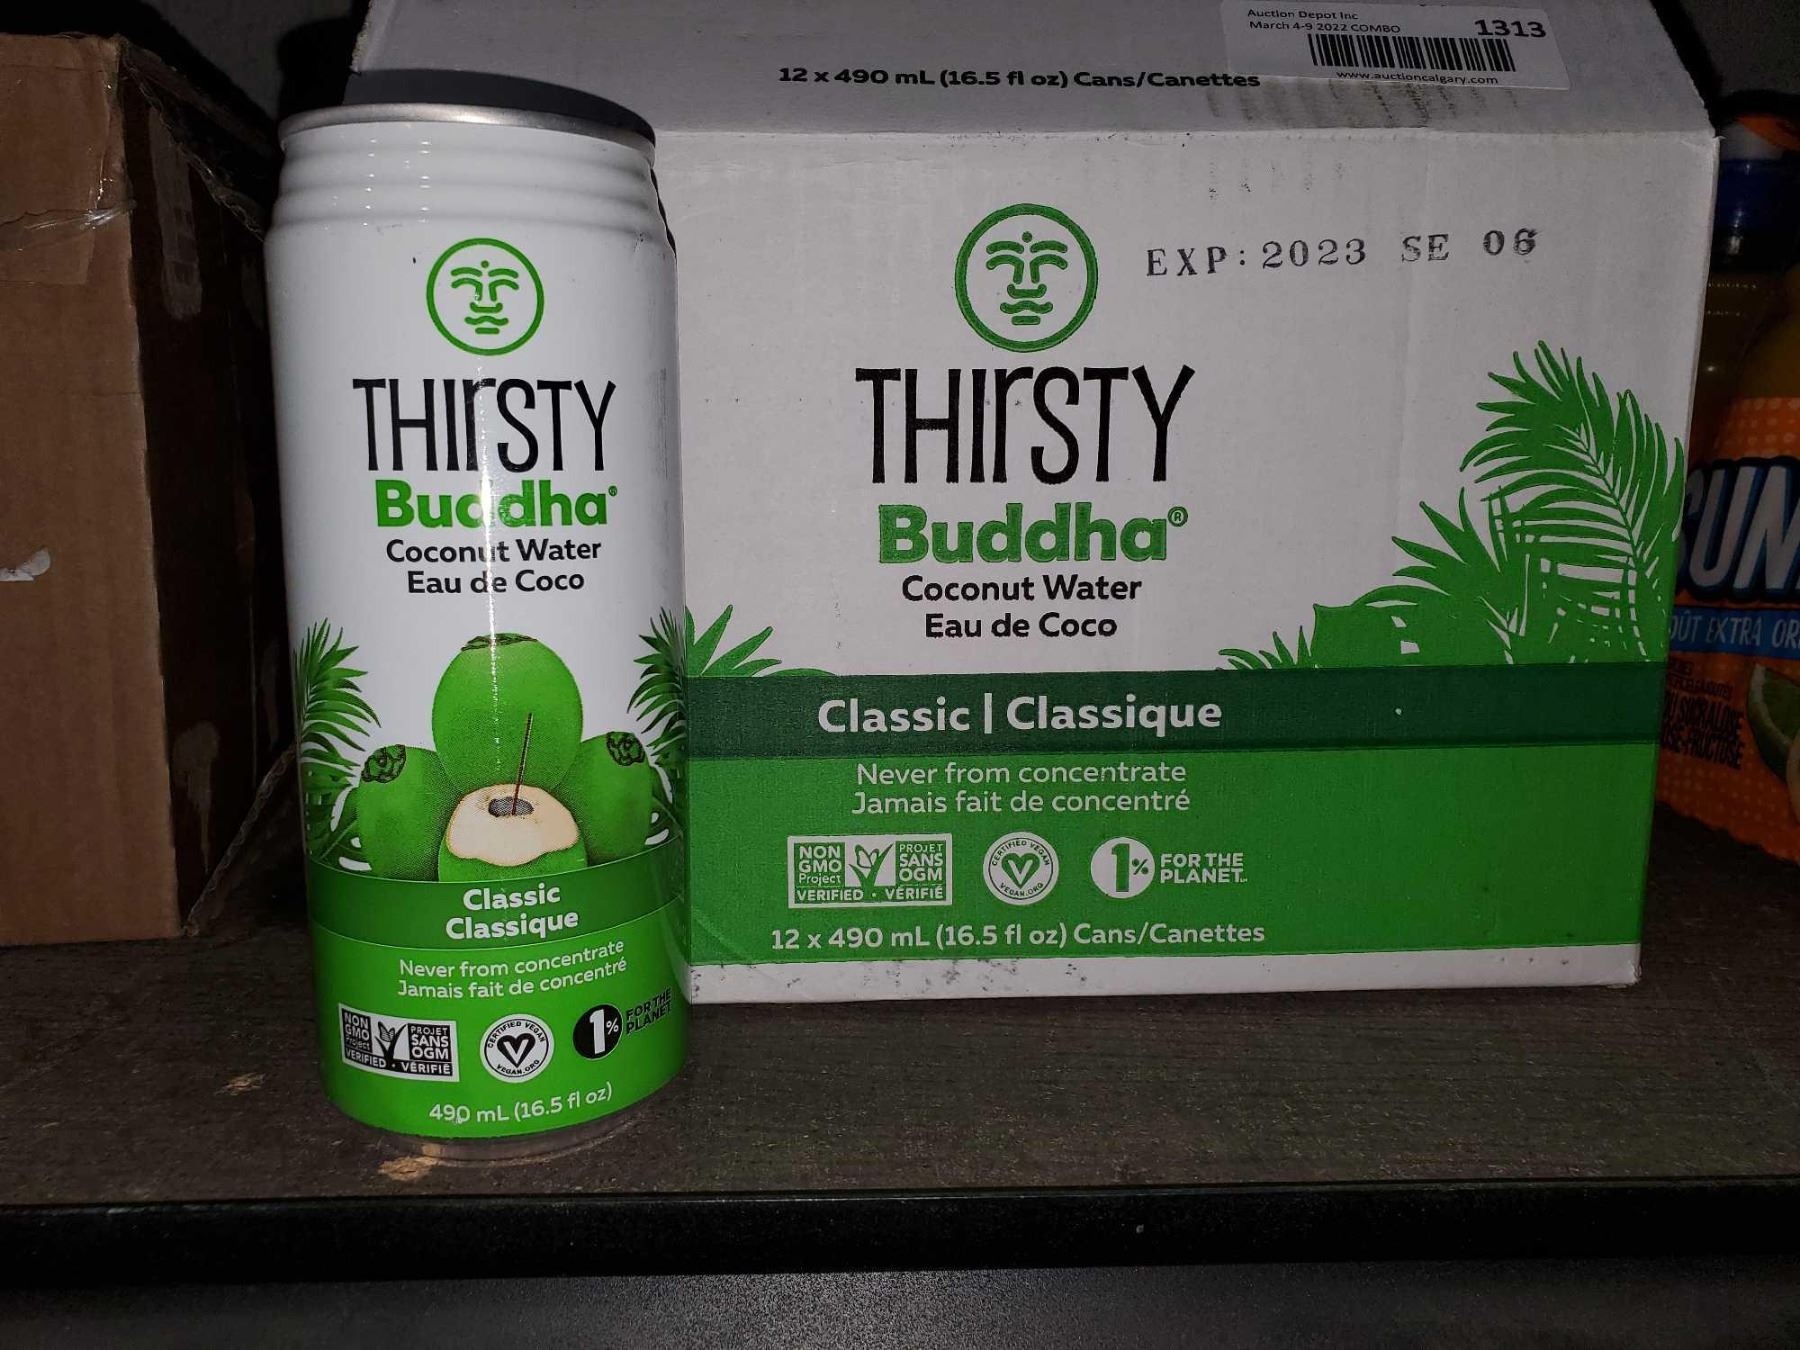 Auction Depot Inc
March 4-9 2022 COMBO
1313
www.auctioncalgary.com
12 x 490 mL (16.5 fl oz) Cans/Canettes
EXP: 2023 SE 06
THIrSTY
Buddha®
Coconut Water
Eau de Coco
Classic | Classique
Never from concentrate
Jamais fait de concentré
NON
GMO
Project
VERIFIED • VÉRIFIÉ
PROJET
SANS
OGM
CERTIFIED VEGAN
VEGAN.ORG
1%
FOR THE
PLANET
12 x 490 mL (16.5 fl oz) Cans/Canettes
THIrSTY
Buddha®
Coconut Water
Eau de Coco
Classic
Classique
Never from concentrate
Jamais fait de concentré
NON
GMO
Project
VERIFIED • VÉRIFIÉ
PROJET
SANS
OGM
CERTIFIED VEGAN
VEGAN.ORG
1%
FOR THE
PLANET
490 mL (16.5 fl oz)
SUN
EXTRA